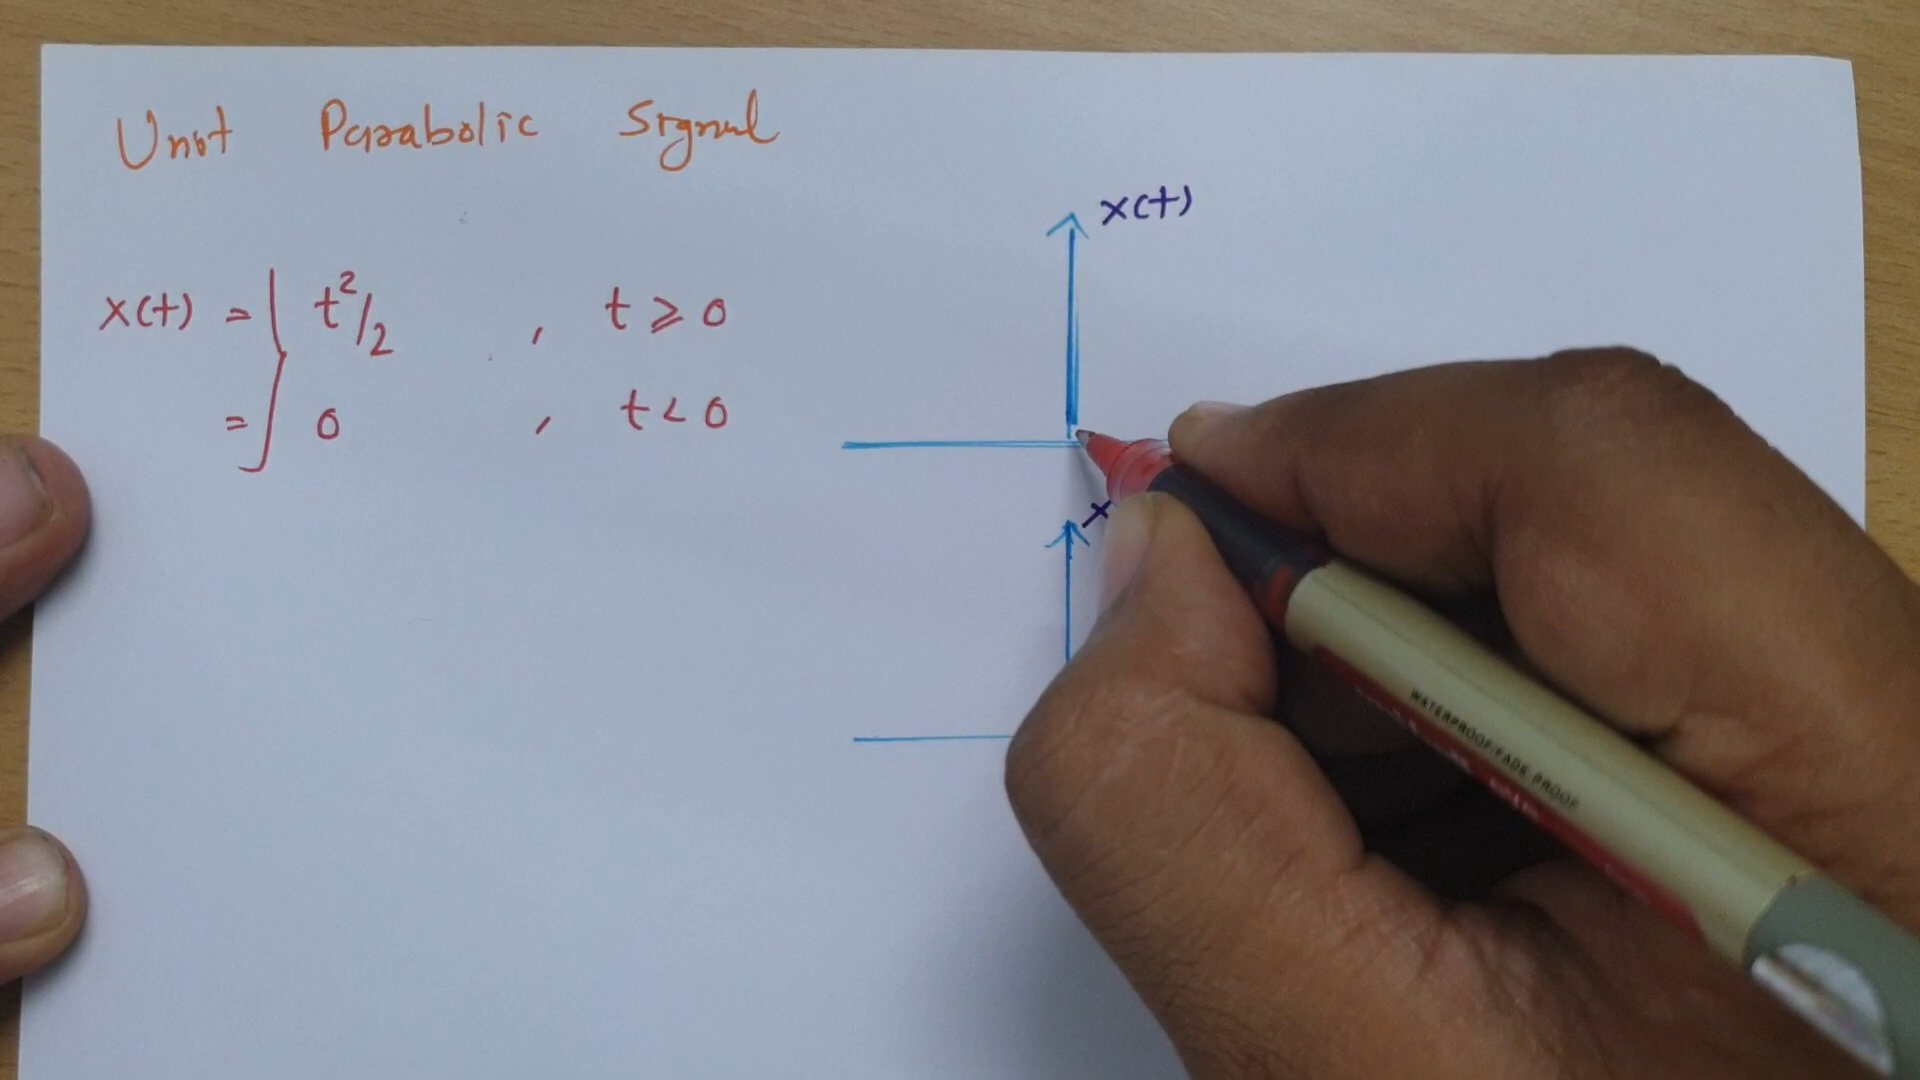 Unit Parabolic Signal
x(t)
x(t) = { t²/2 , t ≥ 0
= 0 , t < 0
x
WATERPROOF/FADE PROOF